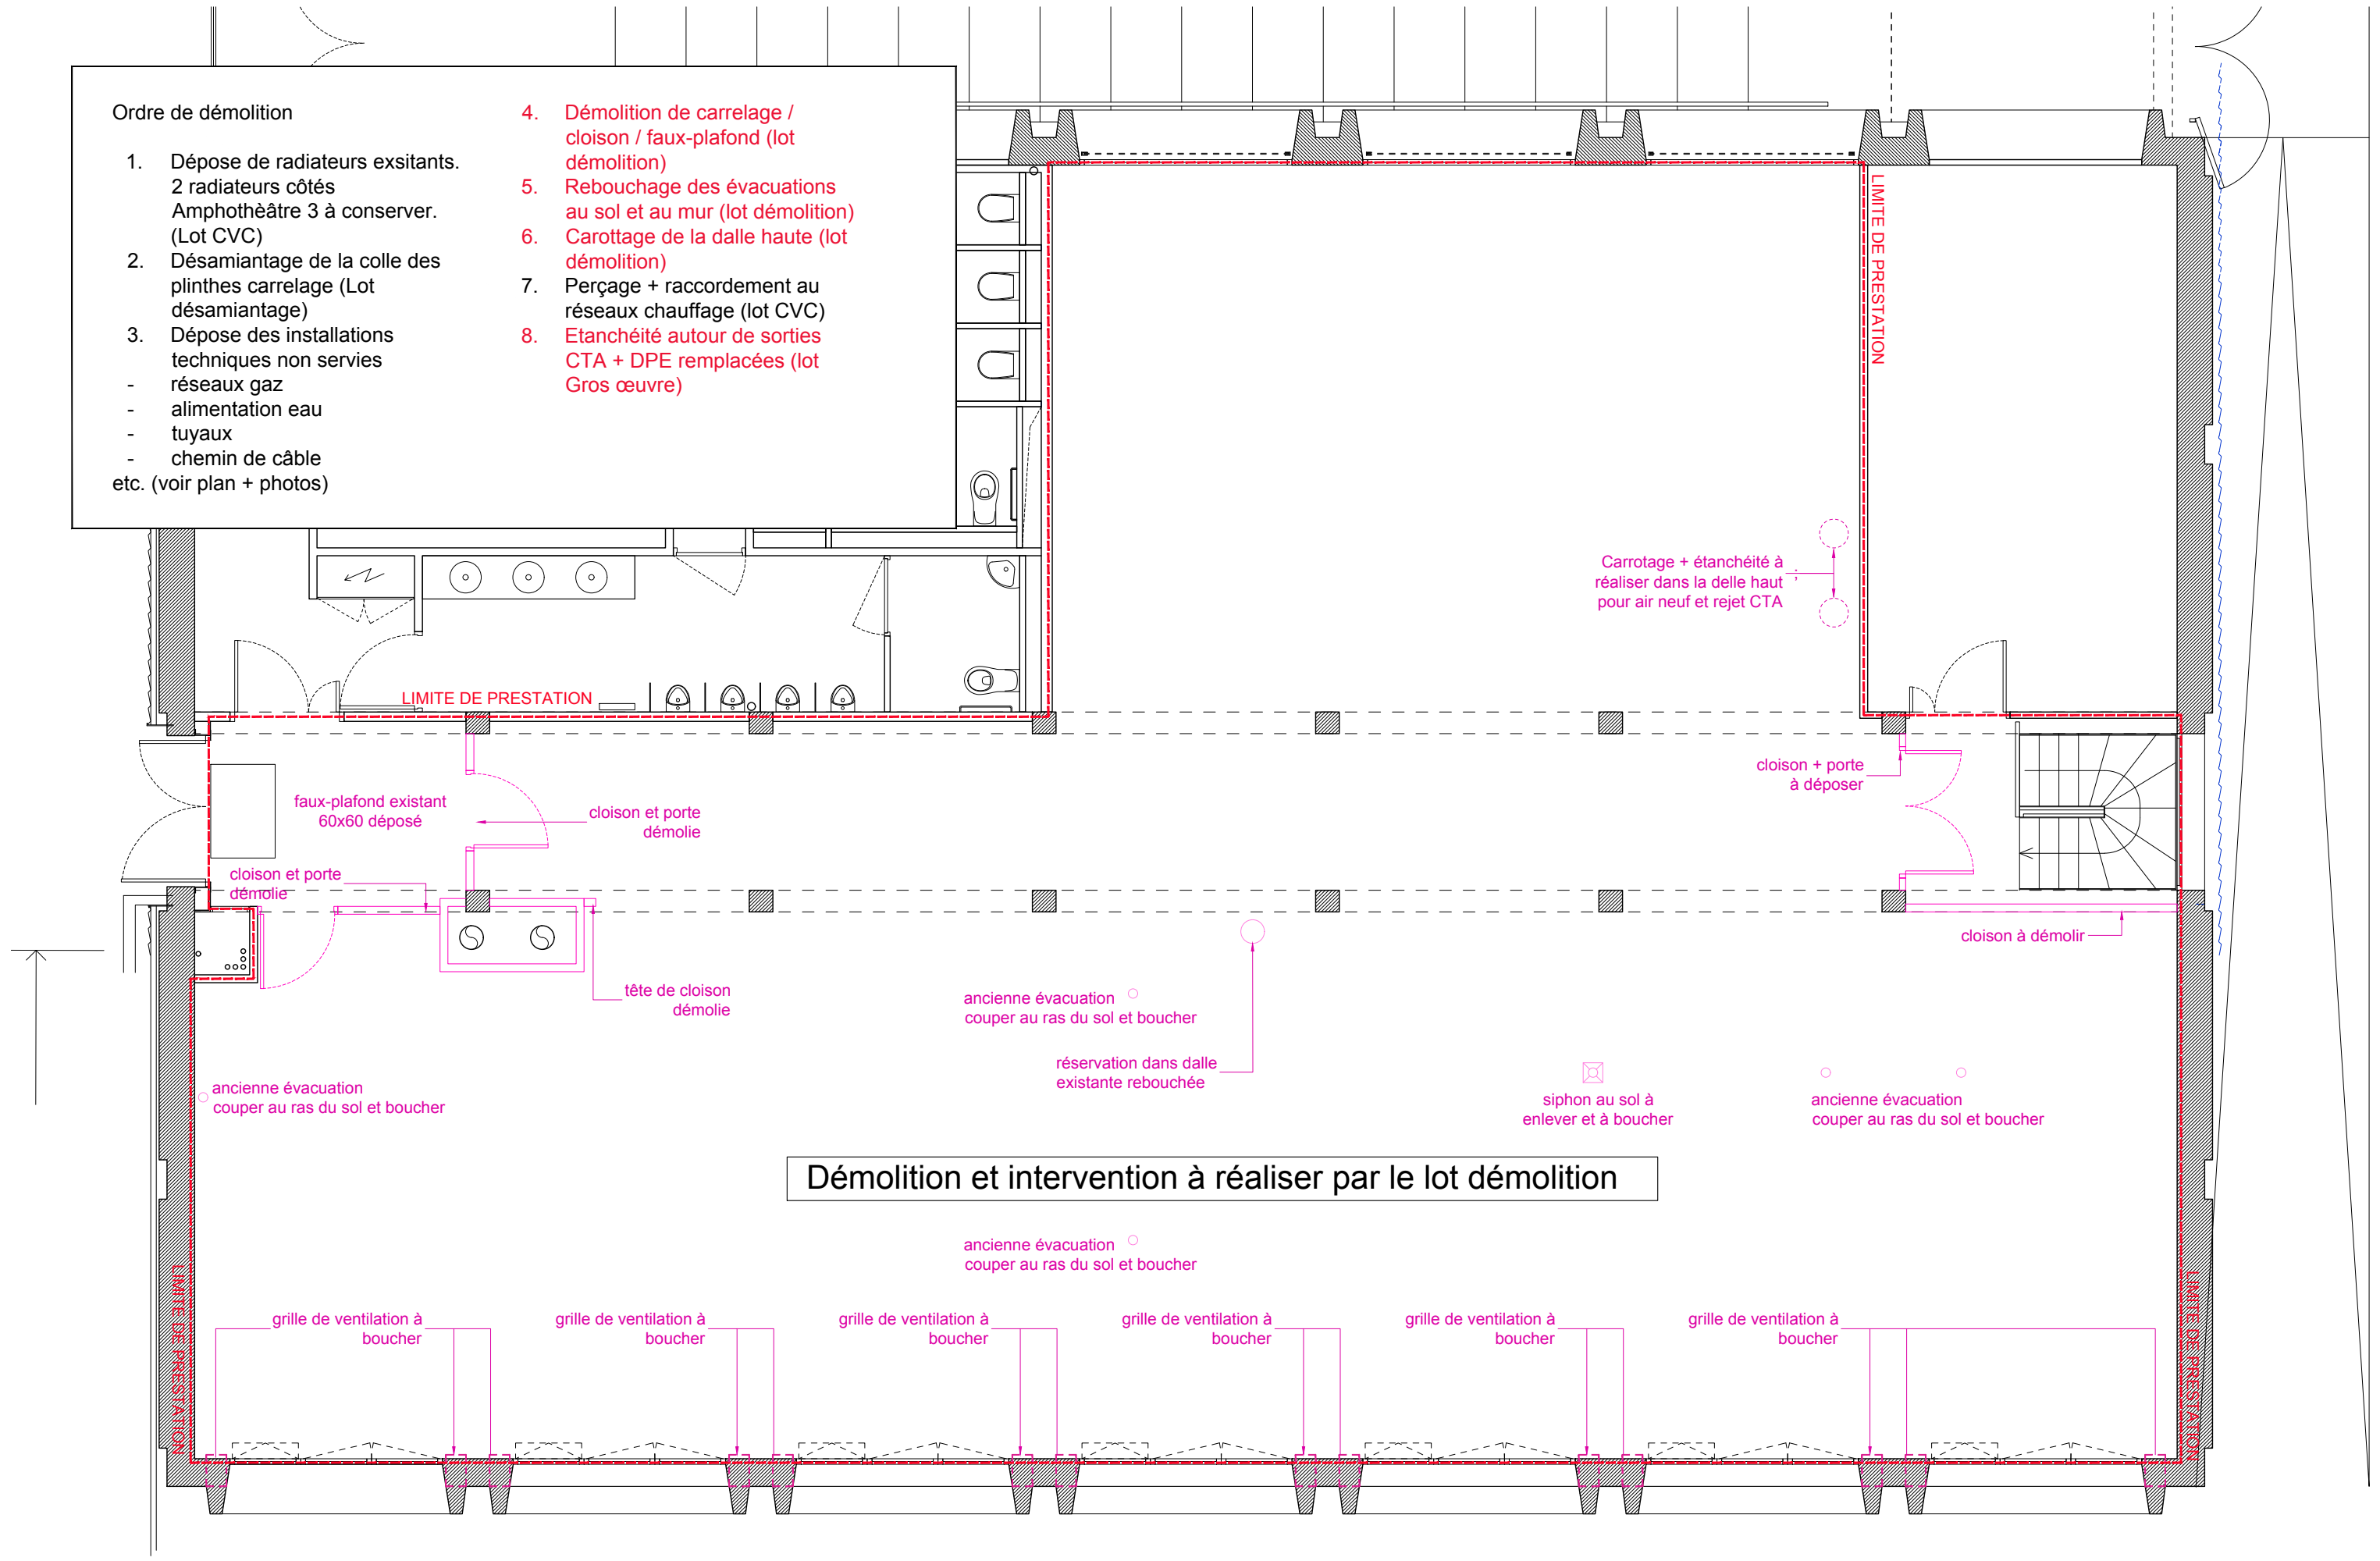 Ordre de démolition
1. Dépose de radiateurs exsitants.
2 radiateurs côtés
Amphothèâtre 3 à conserver.
(Lot CVC)
2. Désamiantage de la colle des
plinthes carrelage (Lot
désamiantage)
3. Dépose des installations
techniques non servies
- réseaux gaz
- alimentation eau
- tuyaux
- chemin de câble
etc. (voir plan + photos)
4. Démolition de carrelage /
cloison / faux-plafond (lot
démolition)
5. Rebouchage des évacuations
au sol et au mur (lot démolition)
6. Carottage de la dalle haute (lot
démolition)
7. Perçage + raccordement au
réseaux chauffage (lot CVC)
8. Etanchéité autour de sorties
CTA + DPE remplacées (lot
Gros œuvre)
LIMITE DE PRESTATION
Carrotage + étanchéité à
réaliser dans la delle haut ;
pour air neuf et rejet CTA
LIMITE DE PRESTATION
faux-plafond existant
60x60 déposé
cloison et porte
démolie
cloison + porte
à déposer
cloison et porte
démolie
cloison à démolir
tête de cloison
démolie
ancienne évacuation
couper au ras du sol et boucher
réservation dans dalle
existante rebouchée
ancienne évacuation
couper au ras du sol et boucher
siphon au sol à
enlever et à boucher
ancienne évacuation
couper au ras du sol et boucher
Démolition et intervention à réaliser par le lot démolition
ancienne évacuation
couper au ras du sol et boucher
LIMITE DE PRESTATION
grille de ventilation à
boucher
grille de ventilation à
boucher
grille de ventilation à
boucher
grille de ventilation à
boucher
grille de ventilation à
boucher
grille de ventilation à
boucher
LIMITE DE PRESTATION